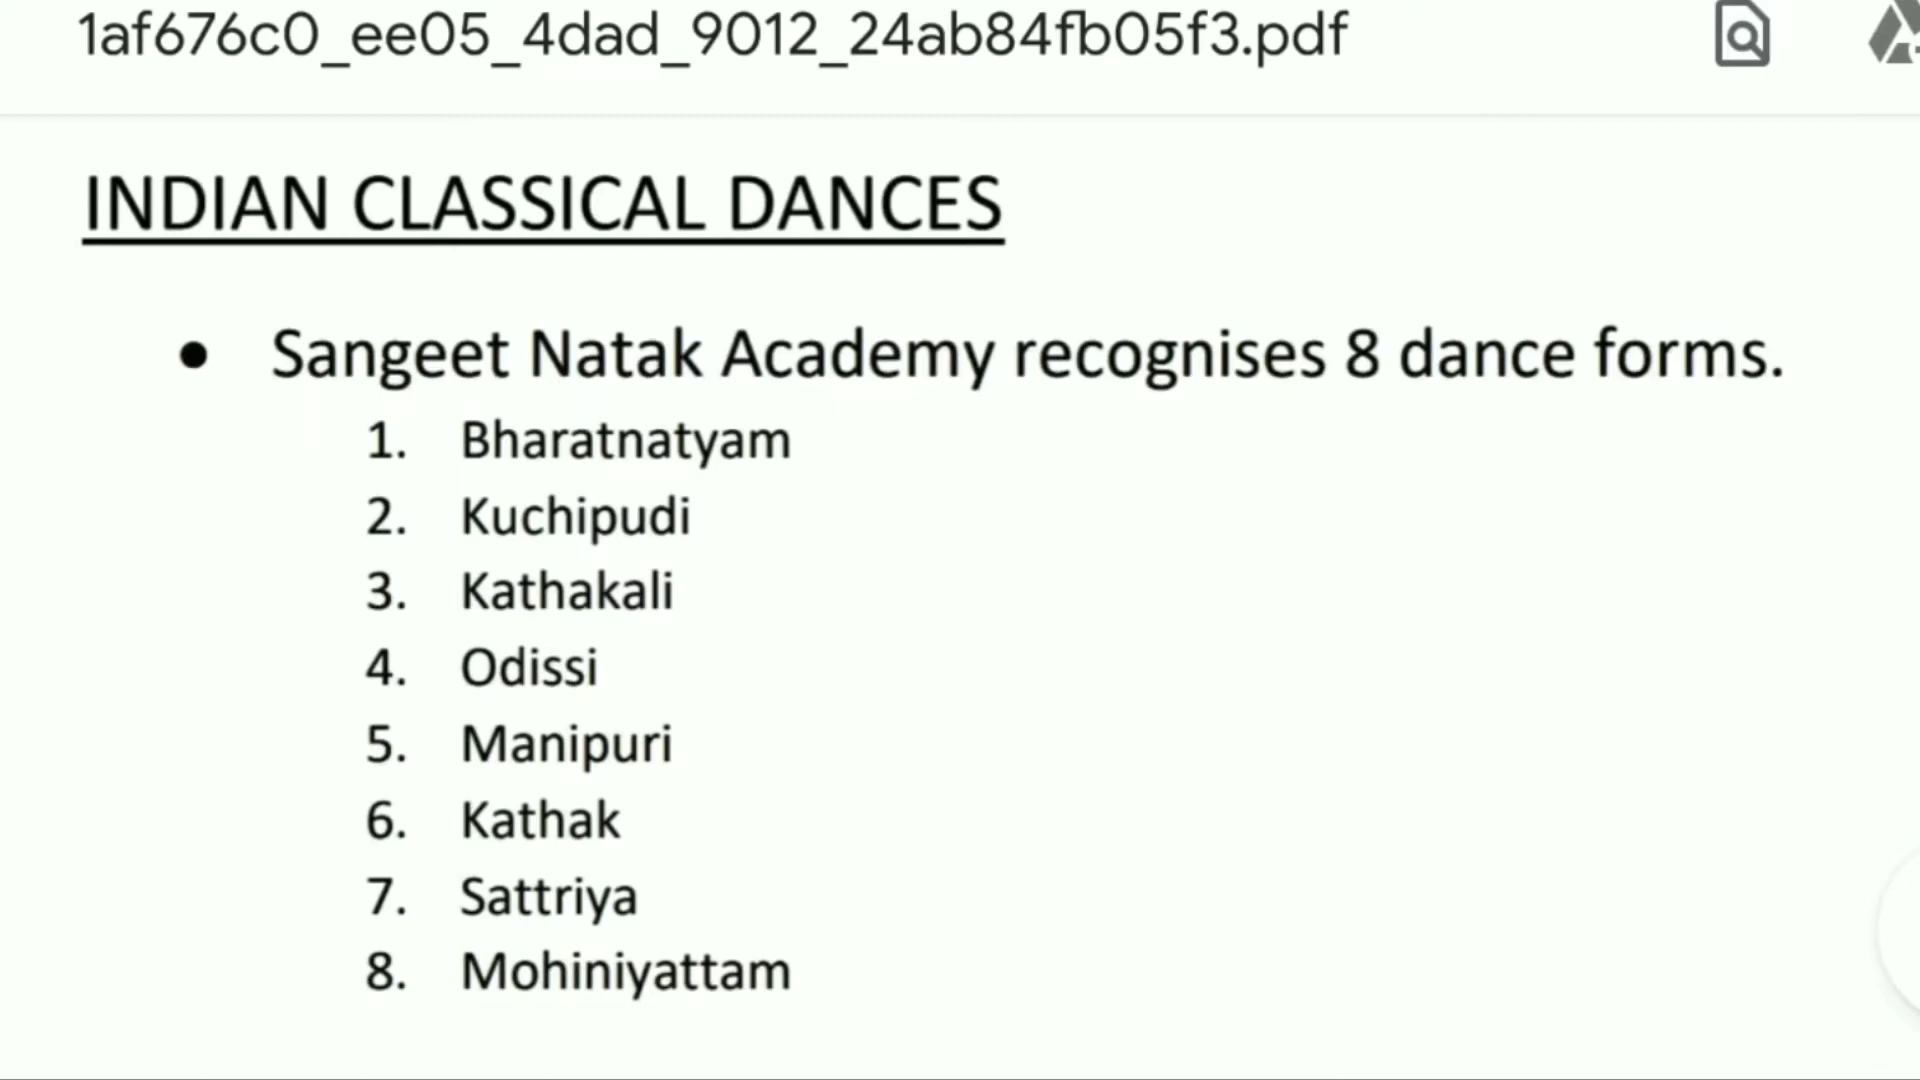 1af676c0_ee05_4dad_9012_24ab84fb05f3.pdf
INDIAN CLASSICAL DANCES
• Sangeet Natak Academy recognises 8 dance forms.
1. Bharatnatyam
2. Kuchipudi
3. Kathakali
4. Odissi
5. Manipuri
6. Kathak
7. Sattriya
8. Mohiniyattam